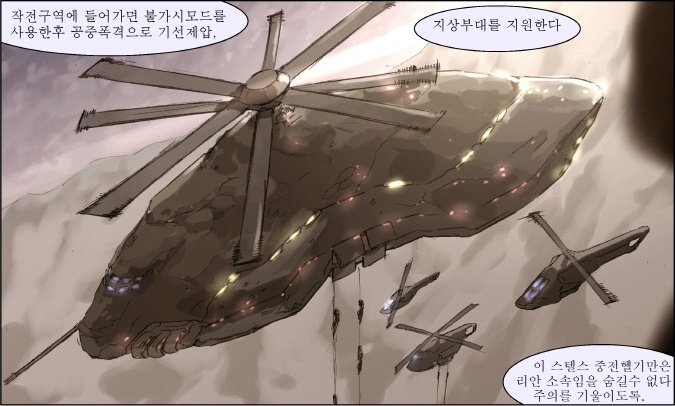 작전구역에 들어가면 불가시모드를
사용한후 공중폭격으로 기선제압,
지상부대를 지원한다
이 스텔스 중전헬기만은
리안 소속임을 숨길수 없다
주의를 기울이도록.